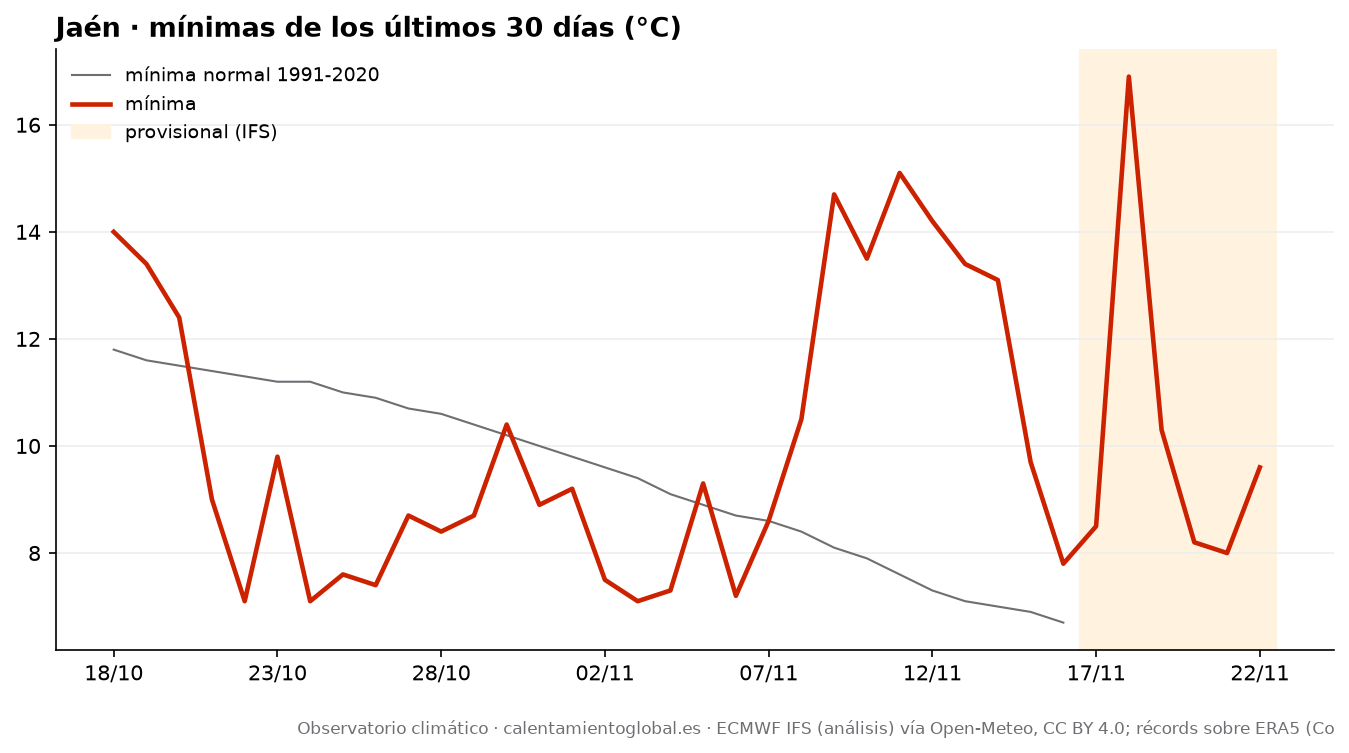 Jaén · mínimas de los últimos 30 días (°C)
mínima normal 1991-2020
mínima
provisional (IFS)
16
14
12
10
8
18/10 23/10 28/10 02/11 07/11 12/11 17/11 22/11
Observatorio climático · calentamientoglobal.es · ECMWF IFS (análisis) vía Open-Meteo, CC BY 4.0; récords sobre ERA5 (Co